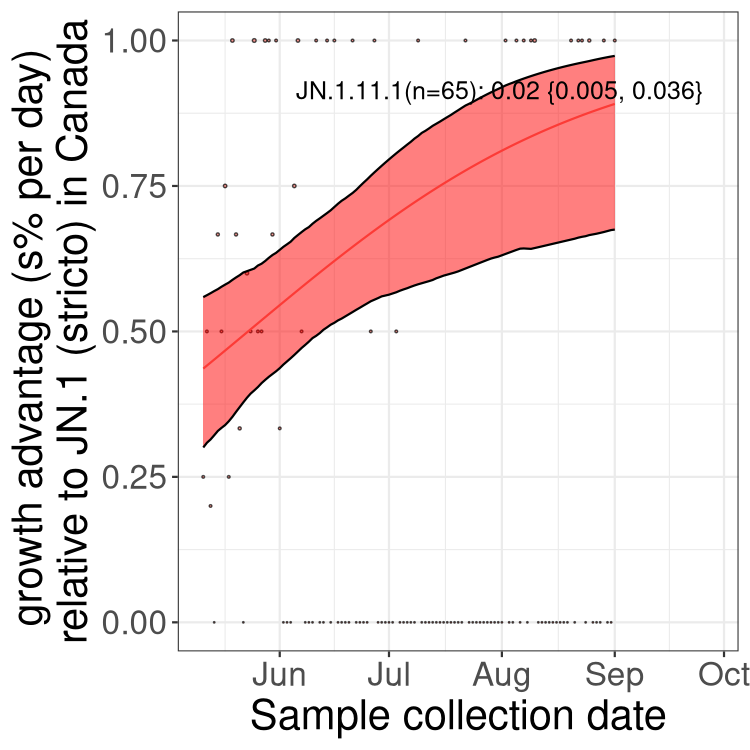 growth advantage (s% per day)
relative to JN.1 (stricto) in Canada
1.00
0.75
0.50
0.25
0.00
JN.1.11.1(n=65): 0.02 {0.005, 0.036}
Jun
Jul
Aug
Sep
Oct
Sample collection date